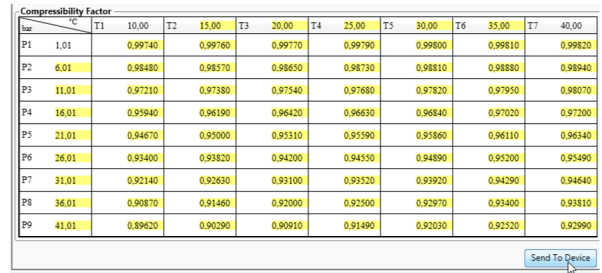 Compressibility Factor
bar °C T1 10,00 T2 15,00 T3 20,00 T4 25,00 T5 30,00 T6 35,00 T7 40,00
P1 1,01 0,99740 0,99760 0,99770 0,99790 0,99800 0,99810 0,99820
P2 6,01 0,98480 0,98570 0,98650 0,98730 0,98810 0,98880 0,98940
P3 11,01 0,97210 0,97380 0,97540 0,97680 0,97820 0,97950 0,98070
P4 16,01 0,95940 0,96190 0,96420 0,96630 0,96840 0,97020 0,97200
P5 21,01 0,94670 0,95000 0,95310 0,95590 0,95860 0,96110 0,96340
P6 26,01 0,93400 0,93820 0,94200 0,94550 0,94890 0,95200 0,95490
P7 31,01 0,92140 0,92630 0,93100 0,93520 0,93920 0,94290 0,94640
P8 36,01 0,90870 0,91460 0,92000 0,92500 0,92970 0,93400 0,93810
P9 41,01 0,89620 0,90290 0,90910 0,91490 0,92030 0,92520 0,92990
Send To Device